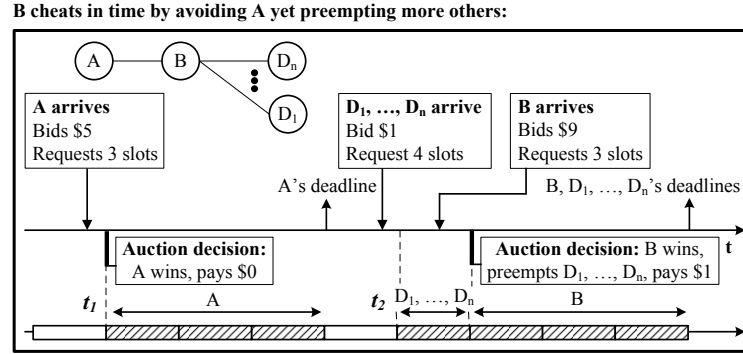 B cheats in time by avoiding A yet preempting more others:
A
B
Dn
D1
A arrives
Bids $5
Requests 3 slots
D1, …, Dn arrive
Bid $1
Request 4 slots
B arrives
Bids $9
Requests 3 slots
A's deadline
B, D1, …, Dn's deadlines
t
Auction decision:
A wins, pays $0
Auction decision: B wins,
preempts D1, …, Dn, pays $1
t1
A
t2
D1, …, Dn
B